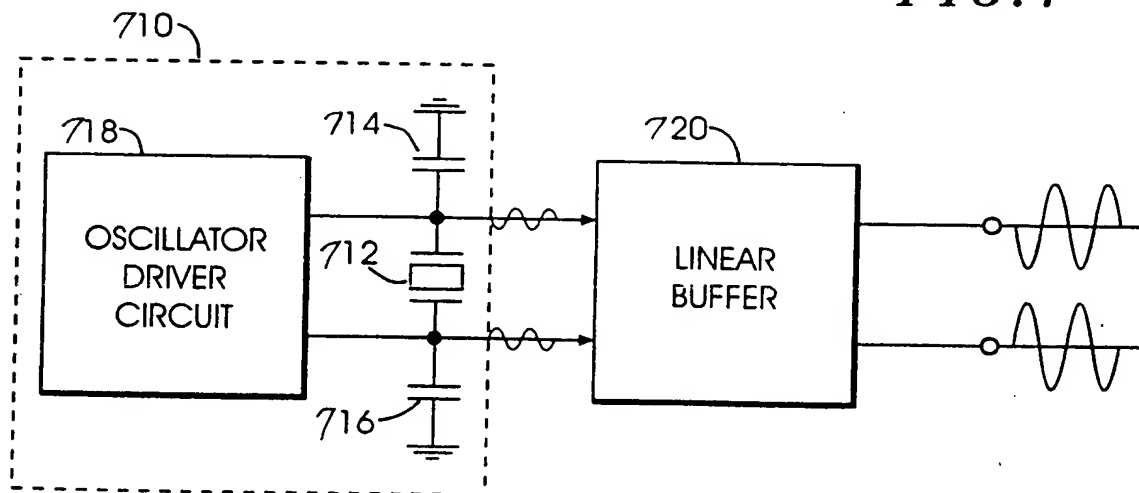 710
718
714
720
OSCILLATOR
DRIVER
CIRCUIT
712
LINEAR
BUFFER
716